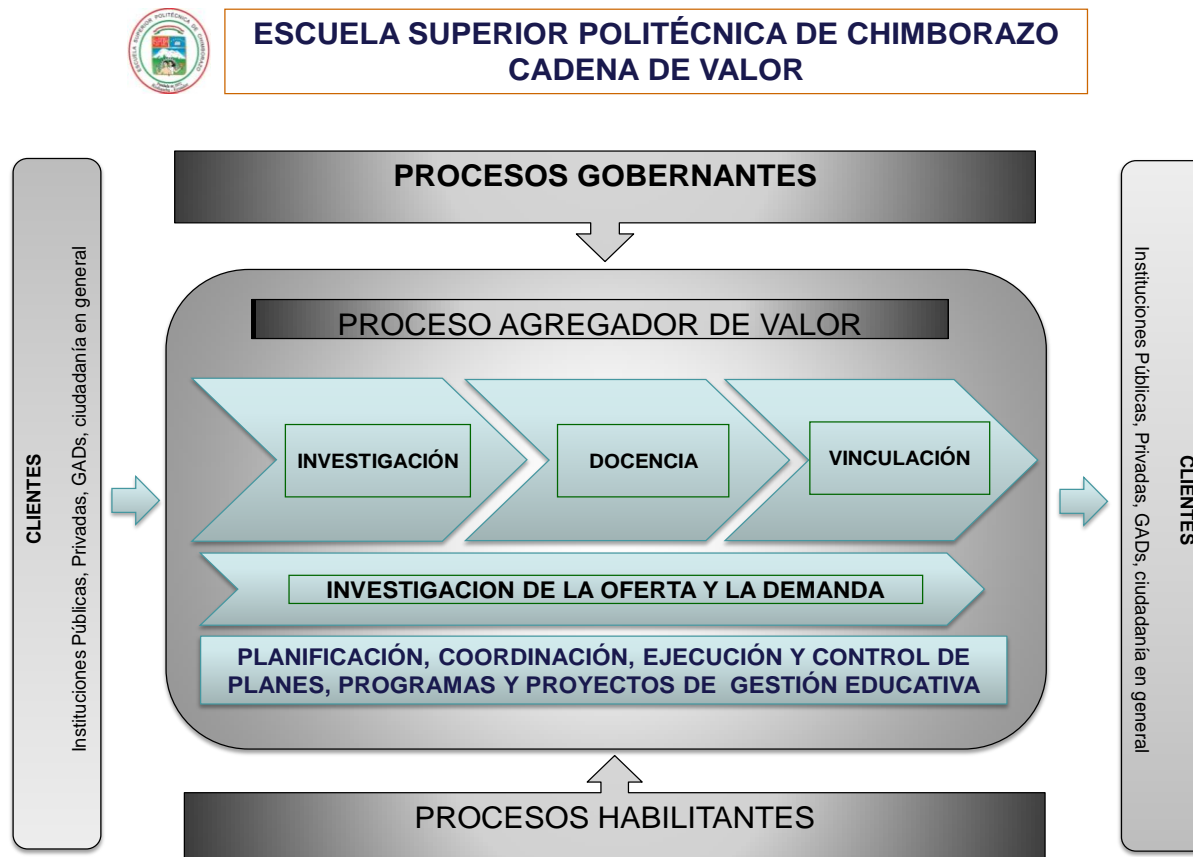 ESCUELA SUPERIOR POLITÉCNICA DE CHIMBORAZO
CADENA DE VALOR
PROCESOS GOBERNANTES
CLIENTES
Instituciones Públicas, Privadas, GADs, ciudadanía en general
PROCESO AGREGADOR DE VALOR
INVESTIGACIÓN
DOCENCIA
VINCULACIÓN
INVESTIGACION DE LA OFERTA Y LA DEMANDA
PLANIFICACIÓN, COORDINACIÓN, EJECUCIÓN Y CONTROL DE
PLANES, PROGRAMAS Y PROYECTOS DE GESTIÓN EDUCATIVA
Instituciones Públicas, Privadas, GADs, ciudadanía en general
CLIENTES
PROCESOS HABILITANTES